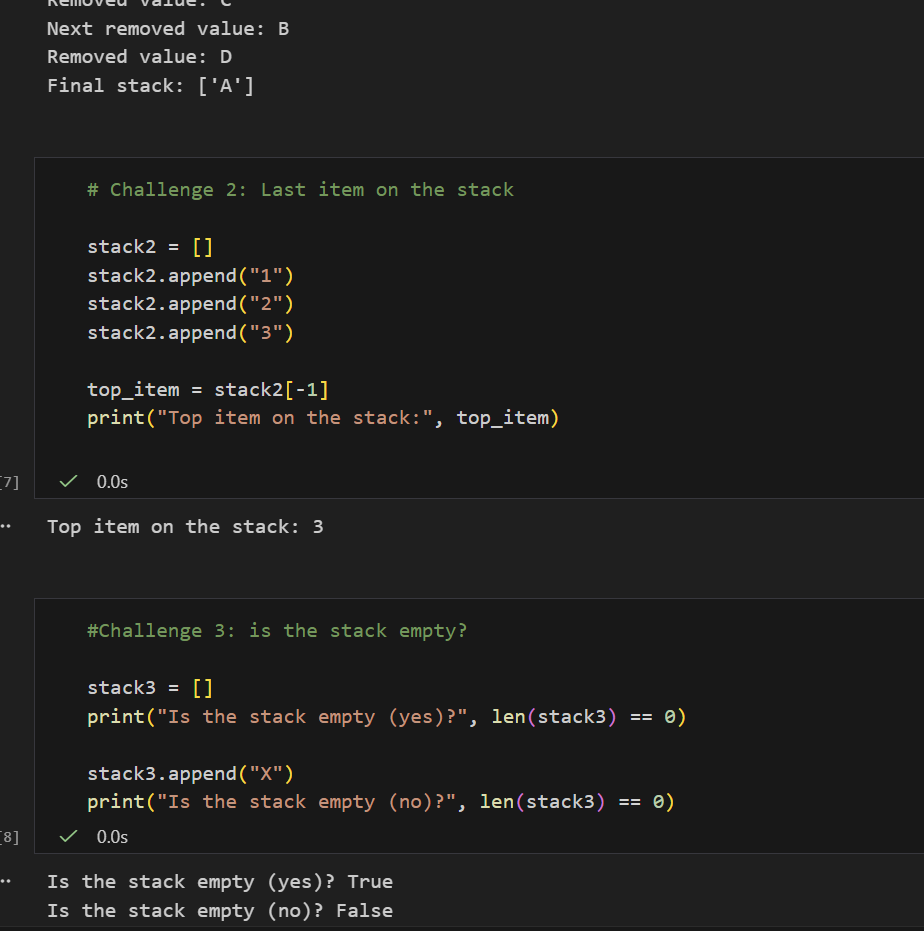 Removed value: C
Next removed value: B
Removed value: D
Final stack: ['A']
# Challenge 2: Last item on the stack
stack2 = []
stack2.append("1")
stack2.append("2")
stack2.append("3")
top_item = stack2[-1]
print("Top item on the stack:", top_item)
[7]
0.0s
Top item on the stack: 3
#Challenge 3: is the stack empty?
stack3 = []
print("Is the stack empty (yes)?", len(stack3) == 0)
stack3.append("X")
print("Is the stack empty (no)?", len(stack3) == 0)
[8]
0.0s
Is the stack empty (yes)? True
Is the stack empty (no)? False